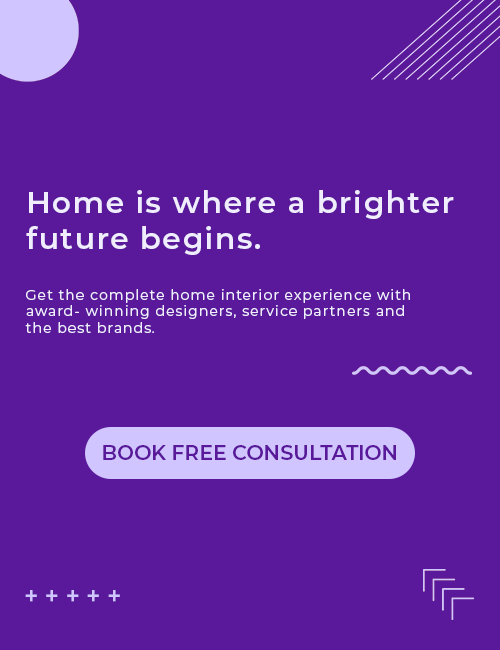 Home is where a brighter
future begins.
Get the complete home interior experience with
award- winning designers, service partners and
the best brands.
BOOK FREE CONSULTATION